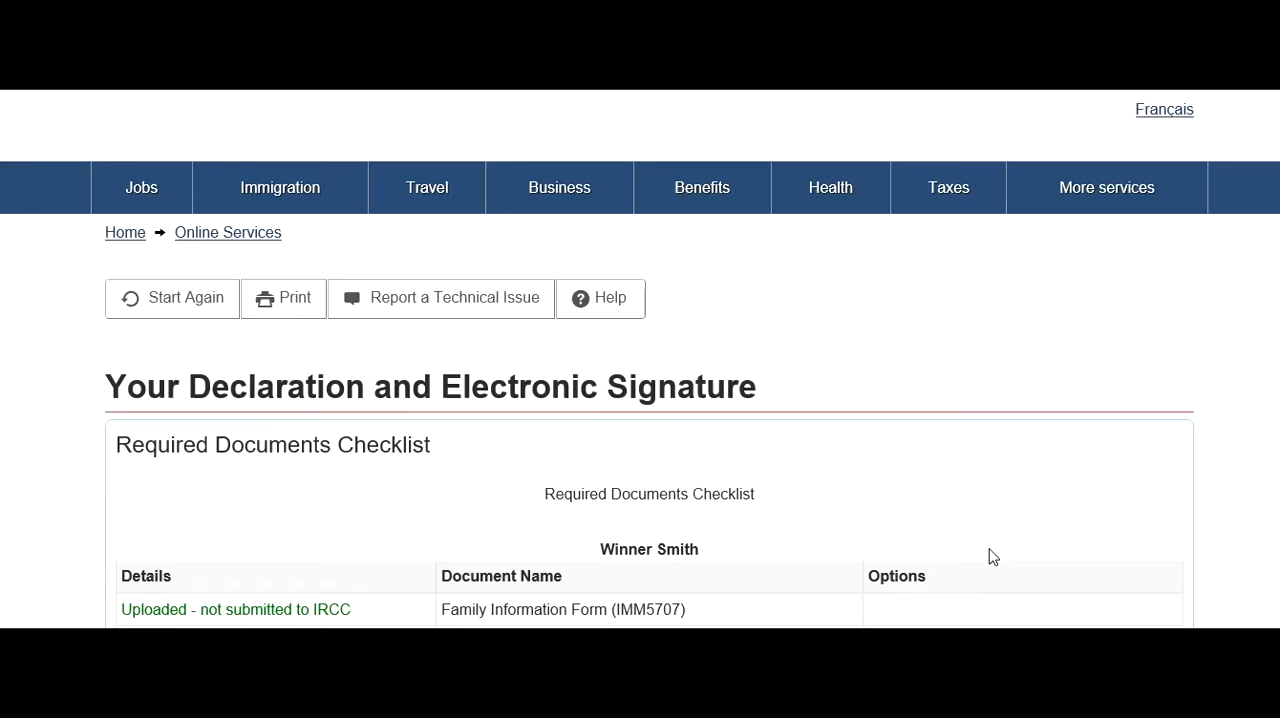 Français
Jobs Immigration Travel Business Benefits Health Taxes More services
Home Online Services
Start Again Print Report a Technical Issue Help
Your Declaration and Electronic Signature
Required Documents Checklist
Required Documents Checklist
Winner Smith
Details Document Name Options
Uploaded - not submitted to IRCC Family Information Form (IMM5707)